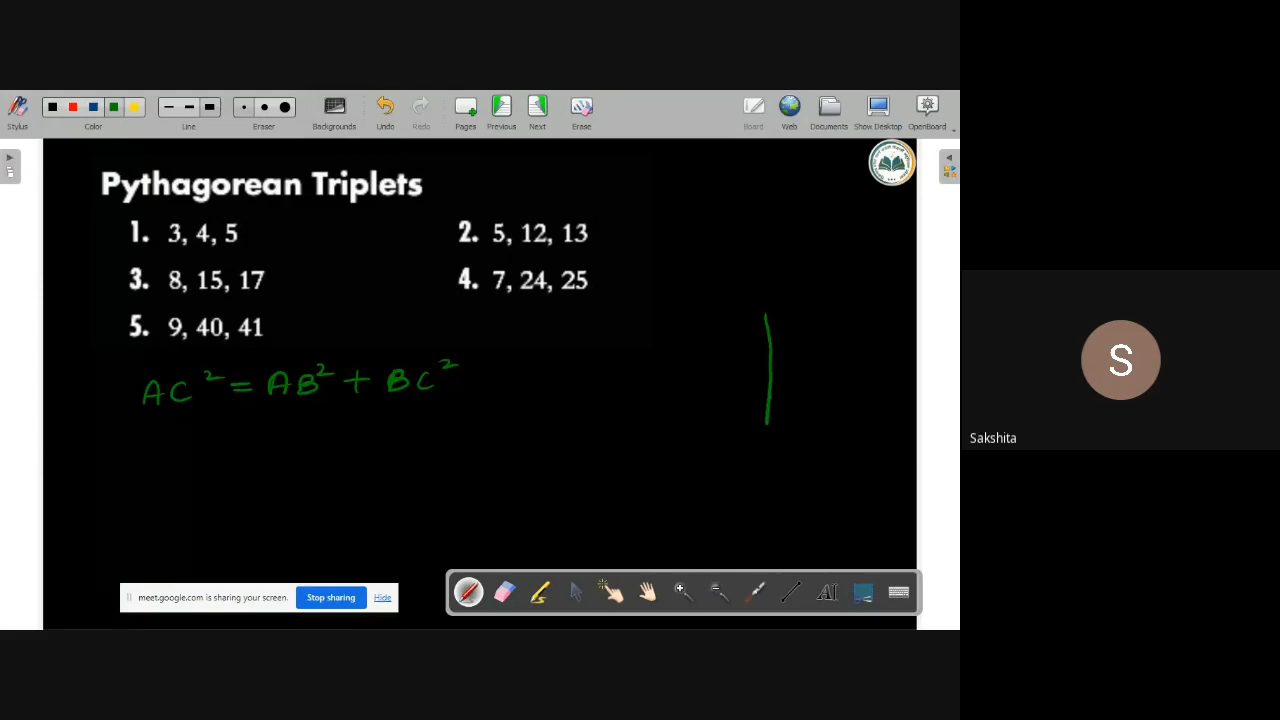 Stylus Color Line Eraser Backgrounds Undo Redo Pages Previous Next Erase Board Web Documents Show Desktop OpenBoard
Pythagorean Triplets
1. 3, 4, 5
2. 5, 12, 13
3. 8, 15, 17
4. 7, 24, 25
5. 9, 40, 41
AC² = AB² + BC²
S
Sakshita
meet.google.com is sharing your screen. Stop sharing Hide
AI